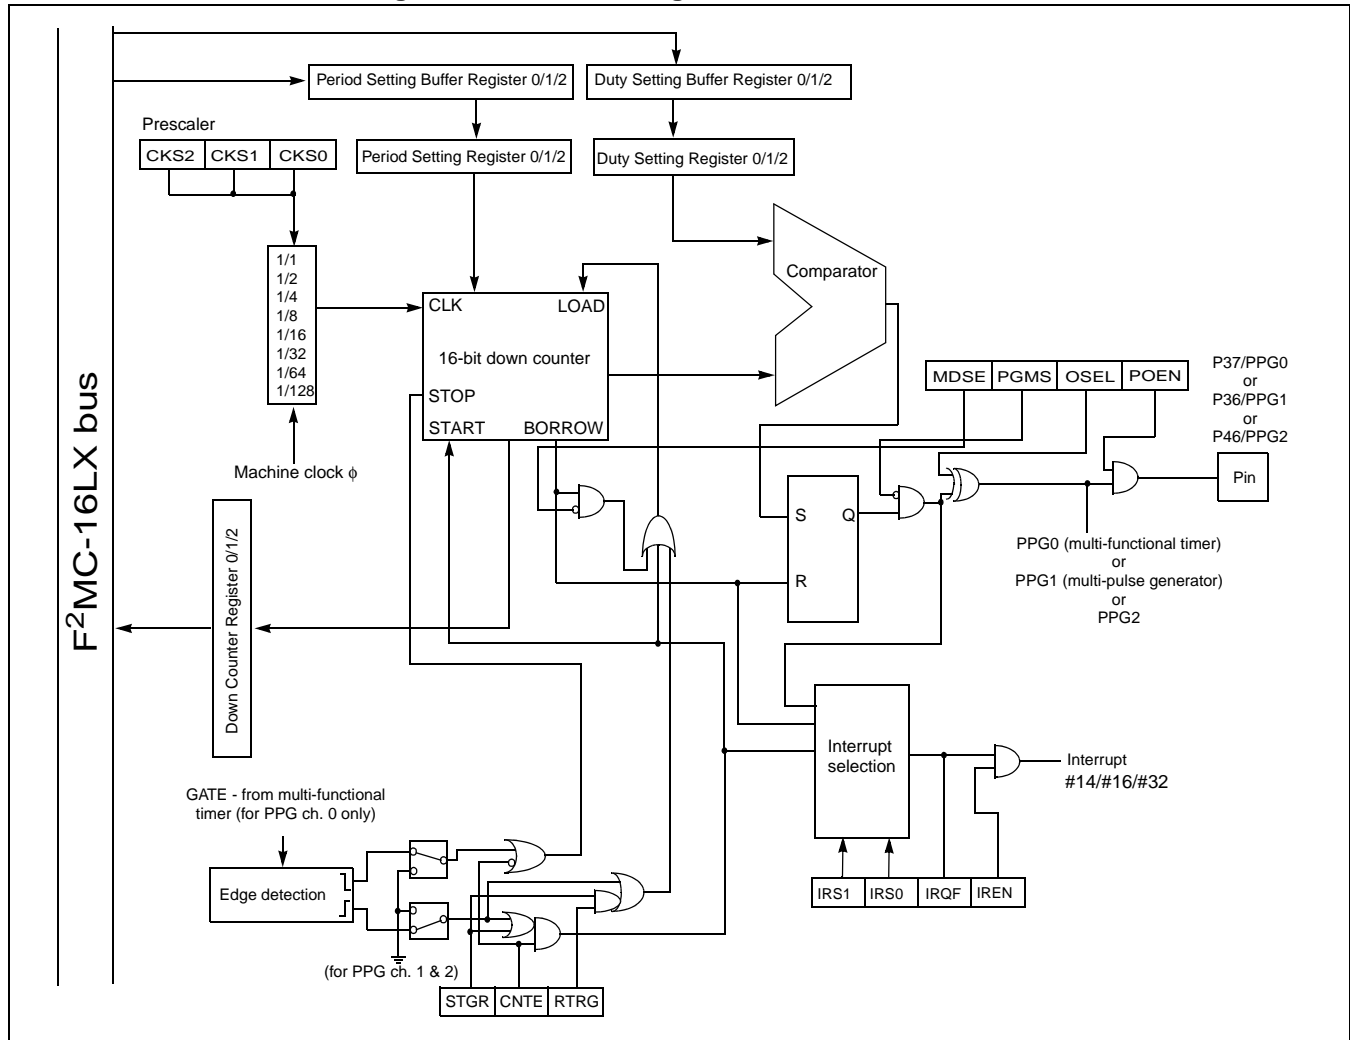 F²MC-16LX bus
Period Setting Buffer Register 0/1/2
Duty Setting Buffer Register 0/1/2
Prescaler
CKS2 CKS1 CKS0
Period Setting Register 0/1/2
Duty Setting Register 0/1/2
1/1
1/2
1/4
1/8
1/16
1/32
1/64
1/128
Machine clock ϕ
CLK
LOAD
16-bit down counter
STOP
START
BORROW
Comparator
MDSE PGMS OSEL POEN
P37/PPG0
or
P36/PPG1
or
P46/PPG2
Pin
S
Q
R
PPG0 (multi-functional timer)
or
PPG1 (multi-pulse generator)
or
PPG2
Down Counter Register 0/1/2
Interrupt
selection
Interrupt
#14/#16/#32
IRS1 IRS0 IRQF IREN
GATE - from multi-functional
timer (for PPG ch. 0 only)
Edge detection
(for PPG ch. 1 & 2)
STGR CNTE RTRG